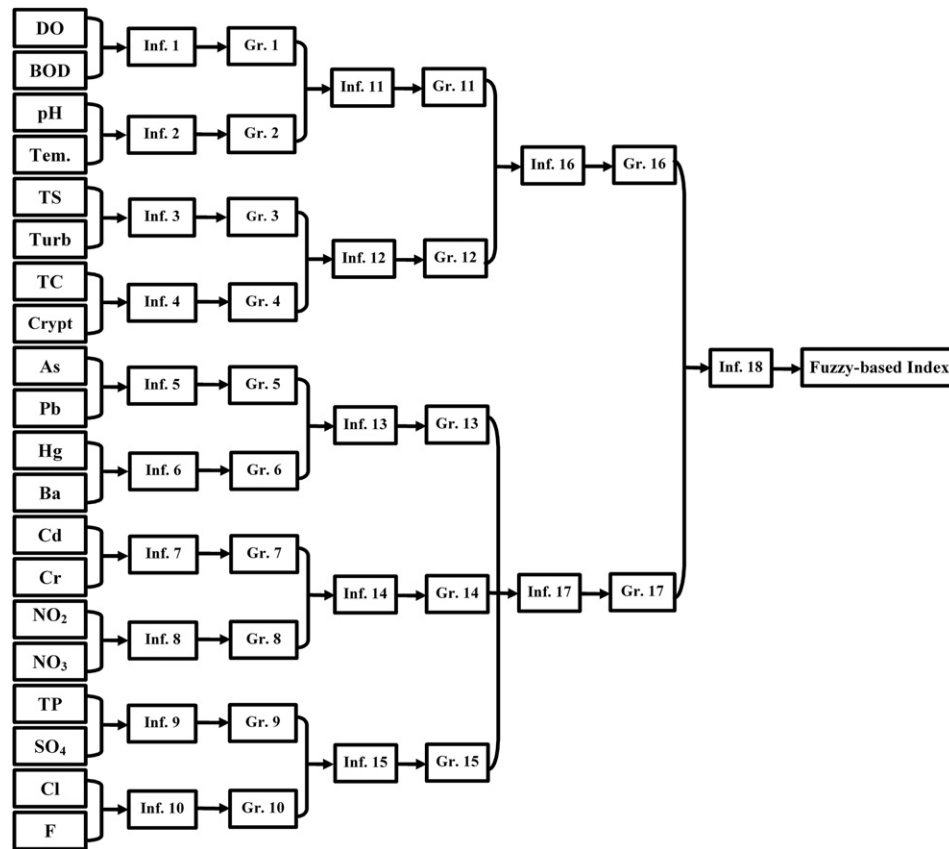 DO
BOD
pH
Tem.
TS
Turb
TC
Crypt
As
Pb
Hg
Ba
Cd
Cr
NO₂
NO₃
TP
SO₄
Cl
F
Inf. 1
Inf. 2
Inf. 3
Inf. 4
Inf. 5
Inf. 6
Inf. 7
Inf. 8
Inf. 9
Inf. 10
Gr. 1
Gr. 2
Gr. 3
Gr. 4
Gr. 5
Gr. 6
Gr. 7
Gr. 8
Gr. 9
Gr. 10
Inf. 11
Inf. 12
Inf. 13
Inf. 14
Inf. 15
Gr. 11
Gr. 12
Gr. 13
Gr. 14
Gr. 15
Inf. 16
Inf. 17
Gr. 16
Gr. 17
Inf. 18
Fuzzy-based Index